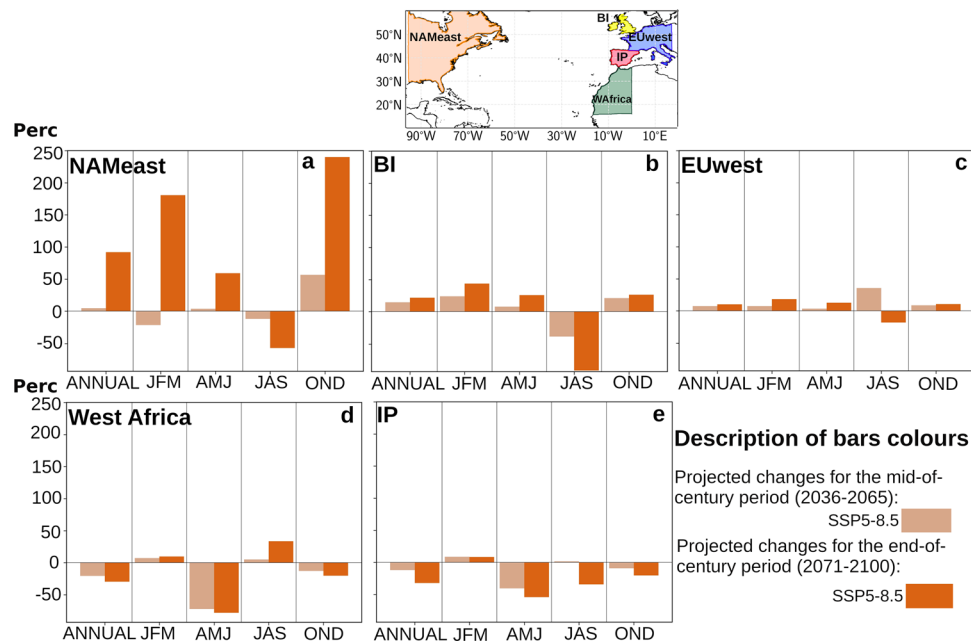 BI
50°N
NAMeast
EUwest
40°N
IP
30°N
20°N
WAfrica
90°W 70°W 50°W 30°W 10°W 10°E
Perc
250
200
150
100
50
0
-50
NAMeast a
ANNUAL JFM AMJ JAS OND
BI b
ANNUAL JFM AMJ JAS OND
EUwest c
ANNUAL JFM AMJ JAS OND
Perc
250
200
150
100
50
0
-50
West Africa d
ANNUAL JFM AMJ JAS OND
IP e
ANNUAL JFM AMJ JAS OND
Description of bars colours
Projected changes for the mid-of-
century period (2036-2065):
SSP5-8.5
Projected changes for the end-of-
century period (2071-2100):
SSP5-8.5